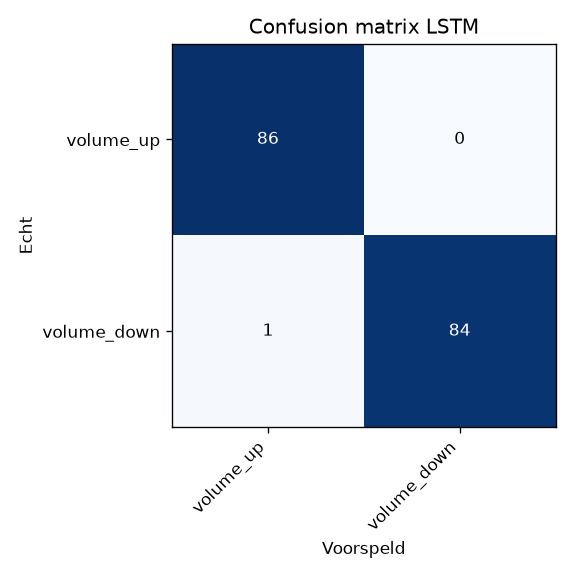 Confusion matrix LSTM
Echt
volume_up
86
0
volume_down
1
84
volume_up
volume_down
Voorspeld